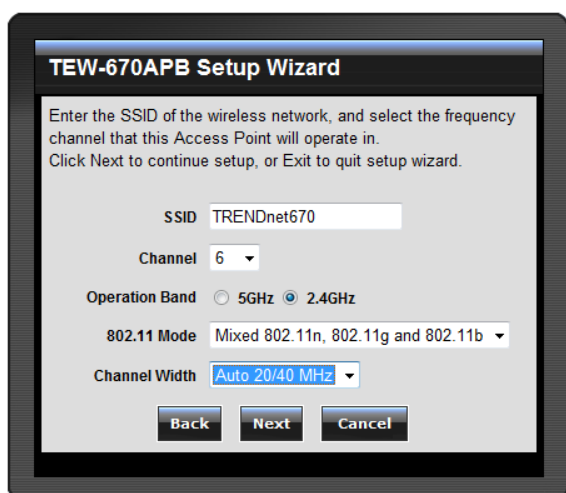 TEW-670APB Setup Wizard
Enter the SSID of the wireless network, and select the frequency
channel that this Access Point will operate in.
Click Next to continue setup, or Exit to quit setup wizard.
SSID TRENDnet670
Channel 6
Operation Band 5GHz 2.4GHz
802.11 Mode Mixed 802.11n, 802.11g and 802.11b
Channel Width Auto 20/40 MHz
Back Next Cancel